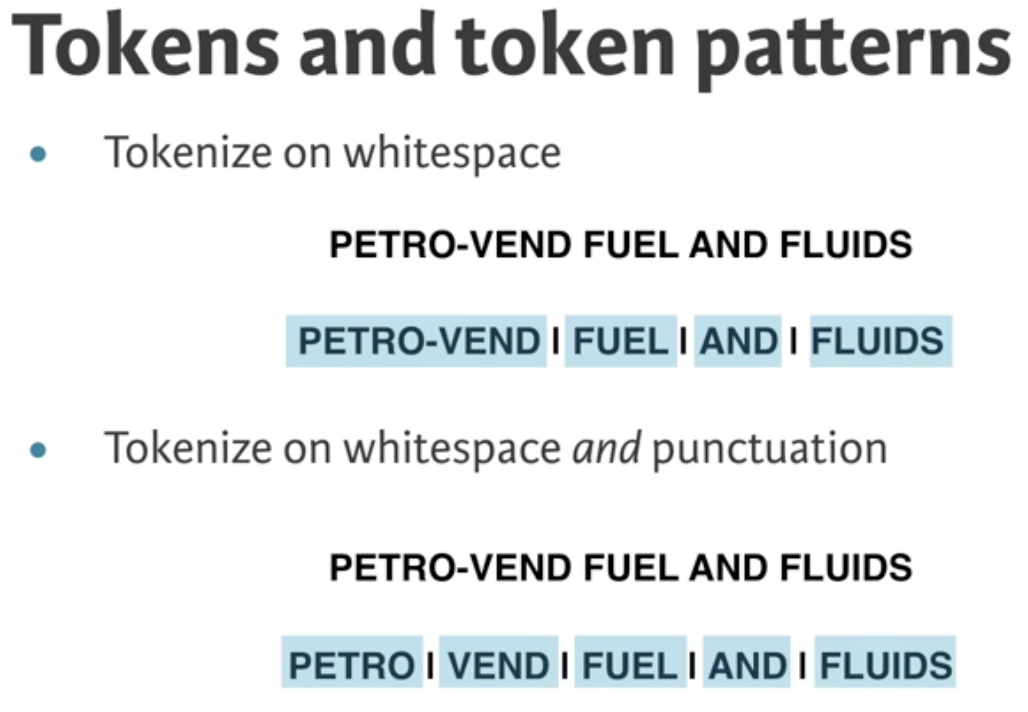 Tokens and token patterns
• Tokenize on whitespace
PETRO-VEND FUEL AND FLUIDS
PETRO-VEND | FUEL | AND | FLUIDS
• Tokenize on whitespace and punctuation
PETRO-VEND FUEL AND FLUIDS
PETRO | VEND | FUEL | AND | FLUIDS